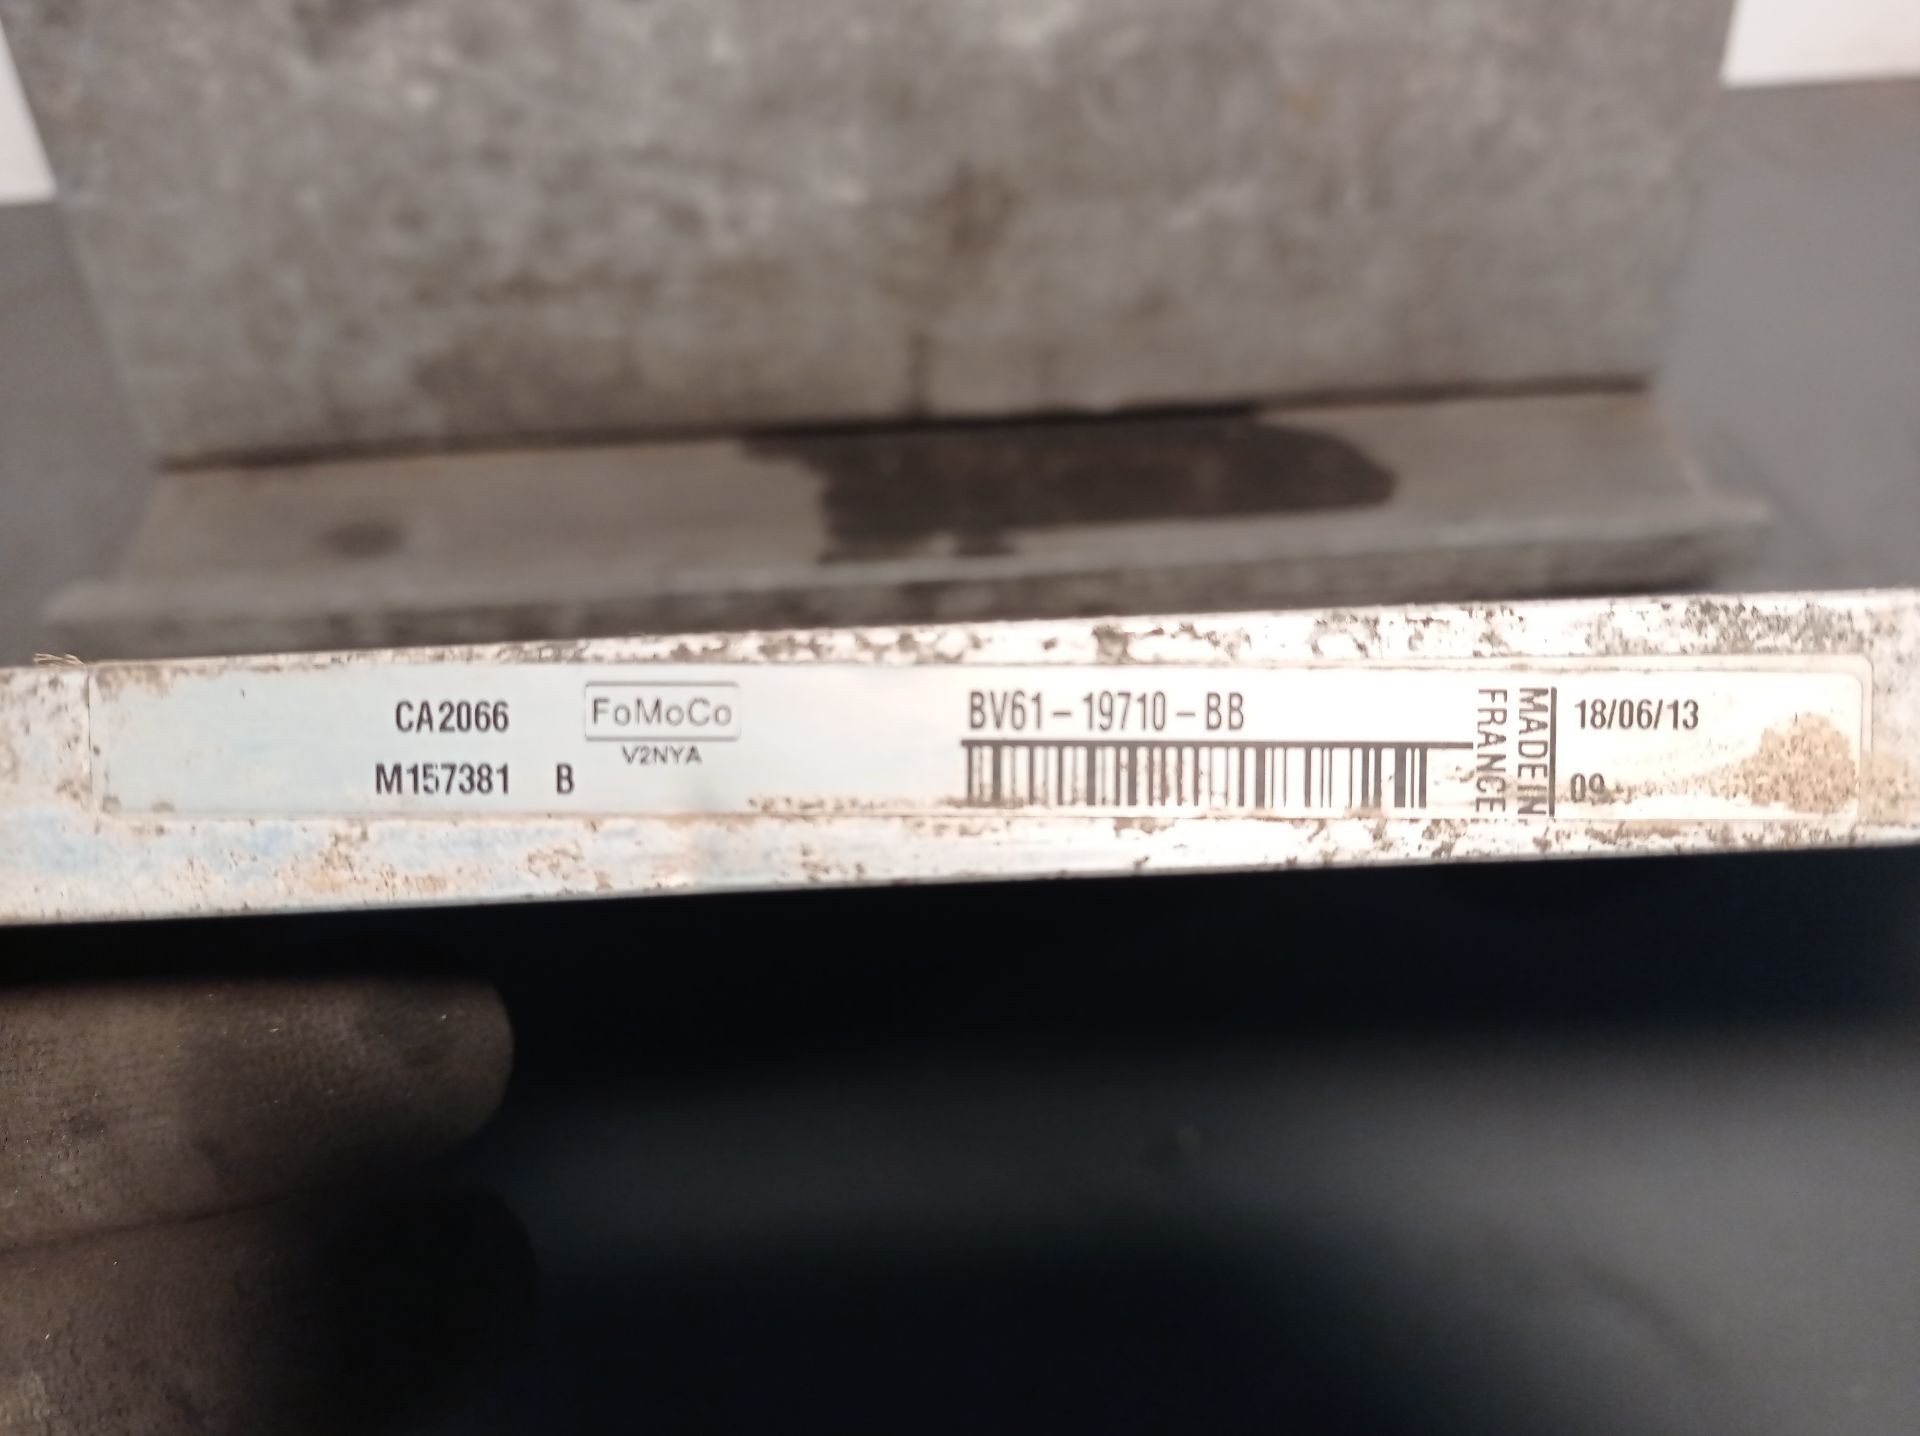 CA2066
M157381 B
FoMoCo
V2NYA
BV61-19710-BB
MADE IN
FRANCE
18/06/13
09